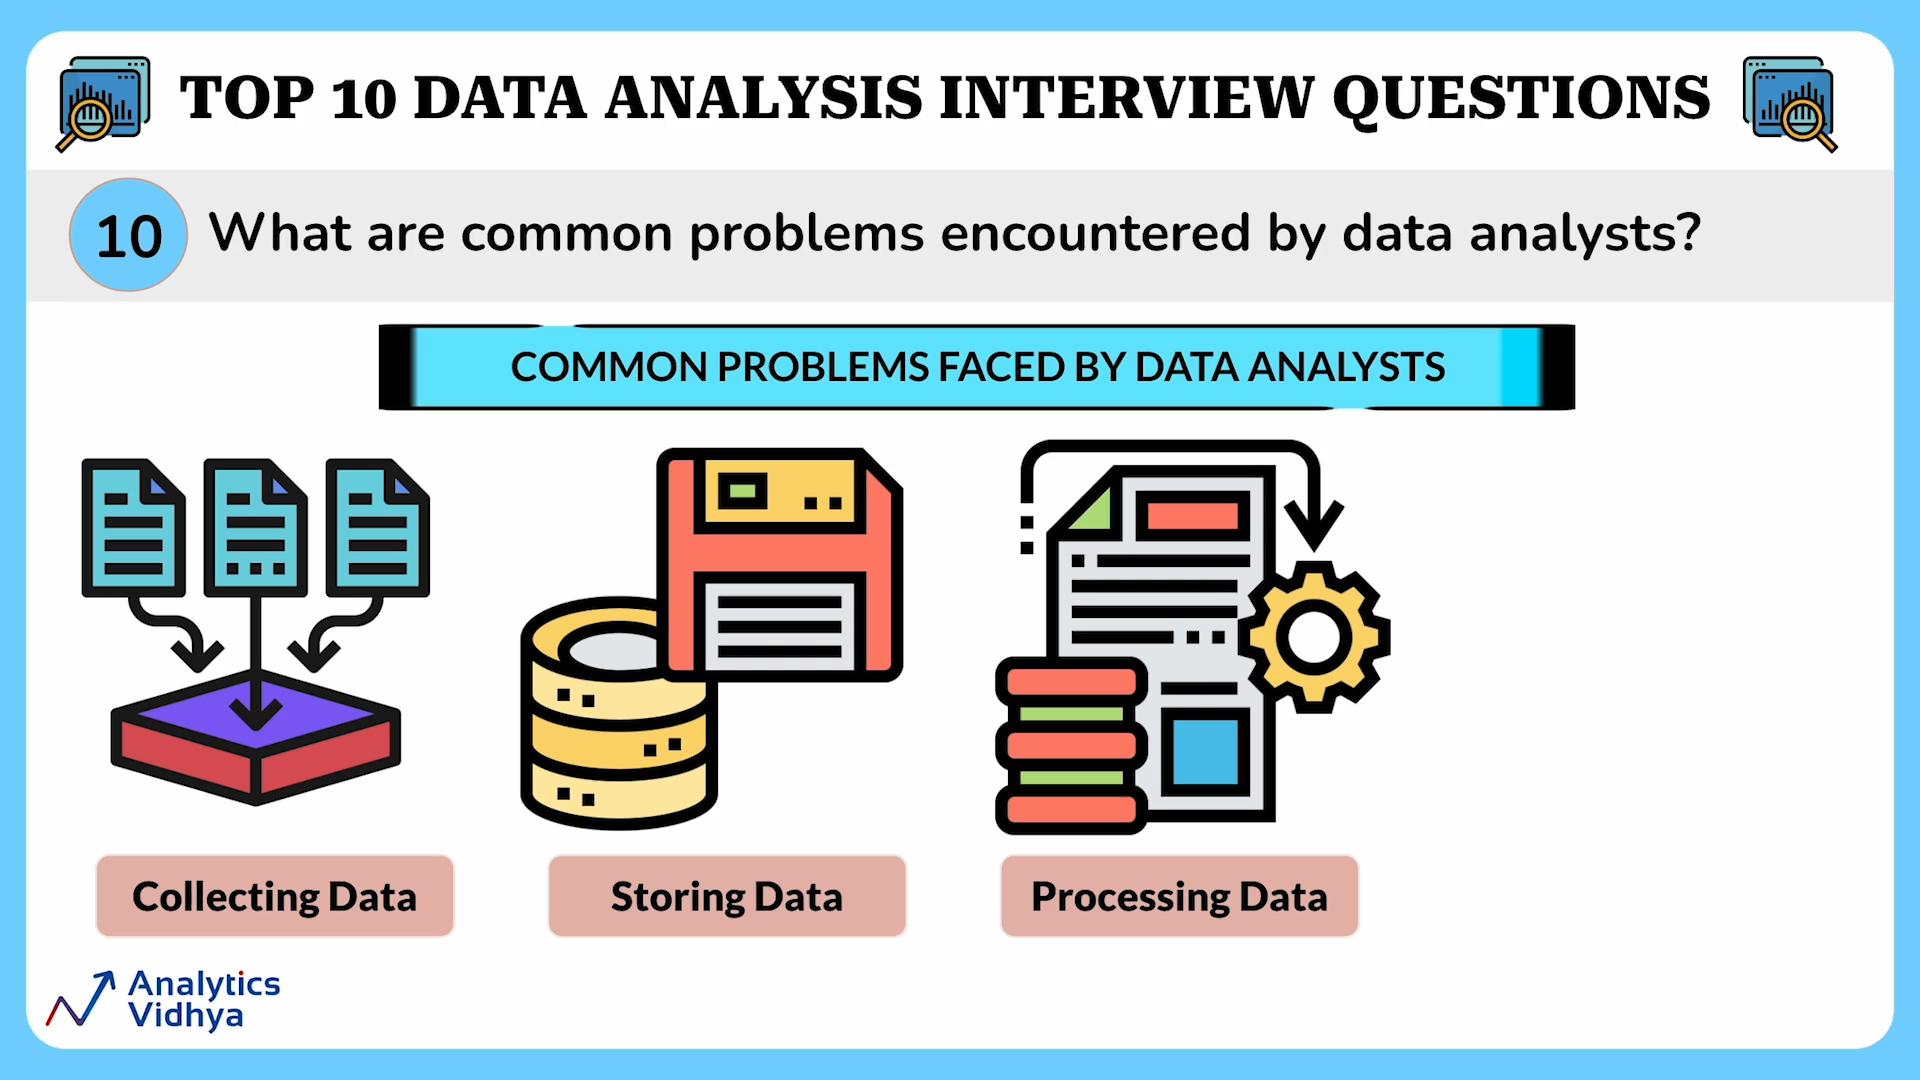 TOP 10 DATA ANALYSIS INTERVIEW QUESTIONS
10 What are common problems encountered by data analysts?
COMMON PROBLEMS FACED BY DATA ANALYSTS
Collecting Data
Storing Data
Processing Data
Analytics
Vidhya